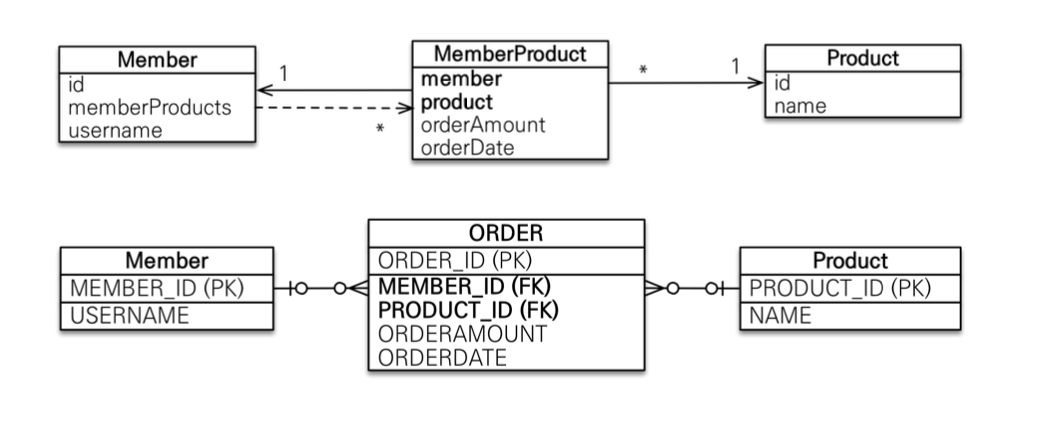 Member
id
memberProducts
username
1
*
MemberProduct
member
product
orderAmount
orderDate
*
1
Product
id
name
Member
MEMBER_ID (PK)
USERNAME
ORDER
ORDER_ID (PK)
MEMBER_ID (FK)
PRODUCT_ID (FK)
ORDERAMOUNT
ORDERDATE
Product
PRODUCT_ID (PK)
NAME